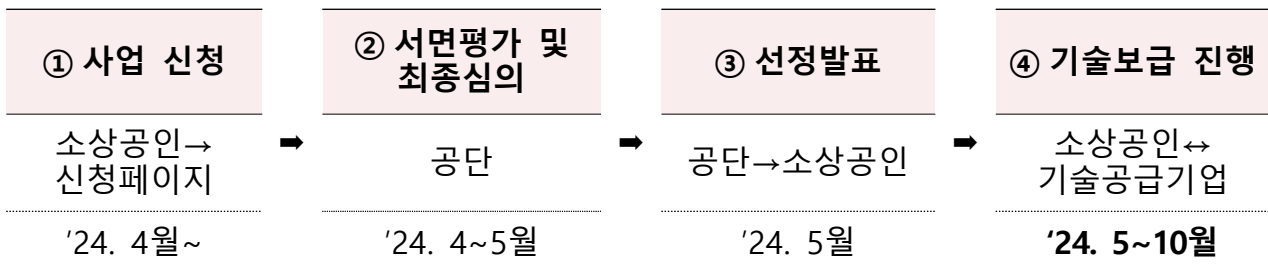 ① 사업 신청
② 서면평가 및
최종심의
③ 선정발표
④ 기술보급 진행
소상공인→
신청페이지
➡
공단
➡
공단→소상공인
➡
소상공인↔
기술공급기업
'24. 4월~
'24. 4~5월
'24. 5월
‘24. 5~10월